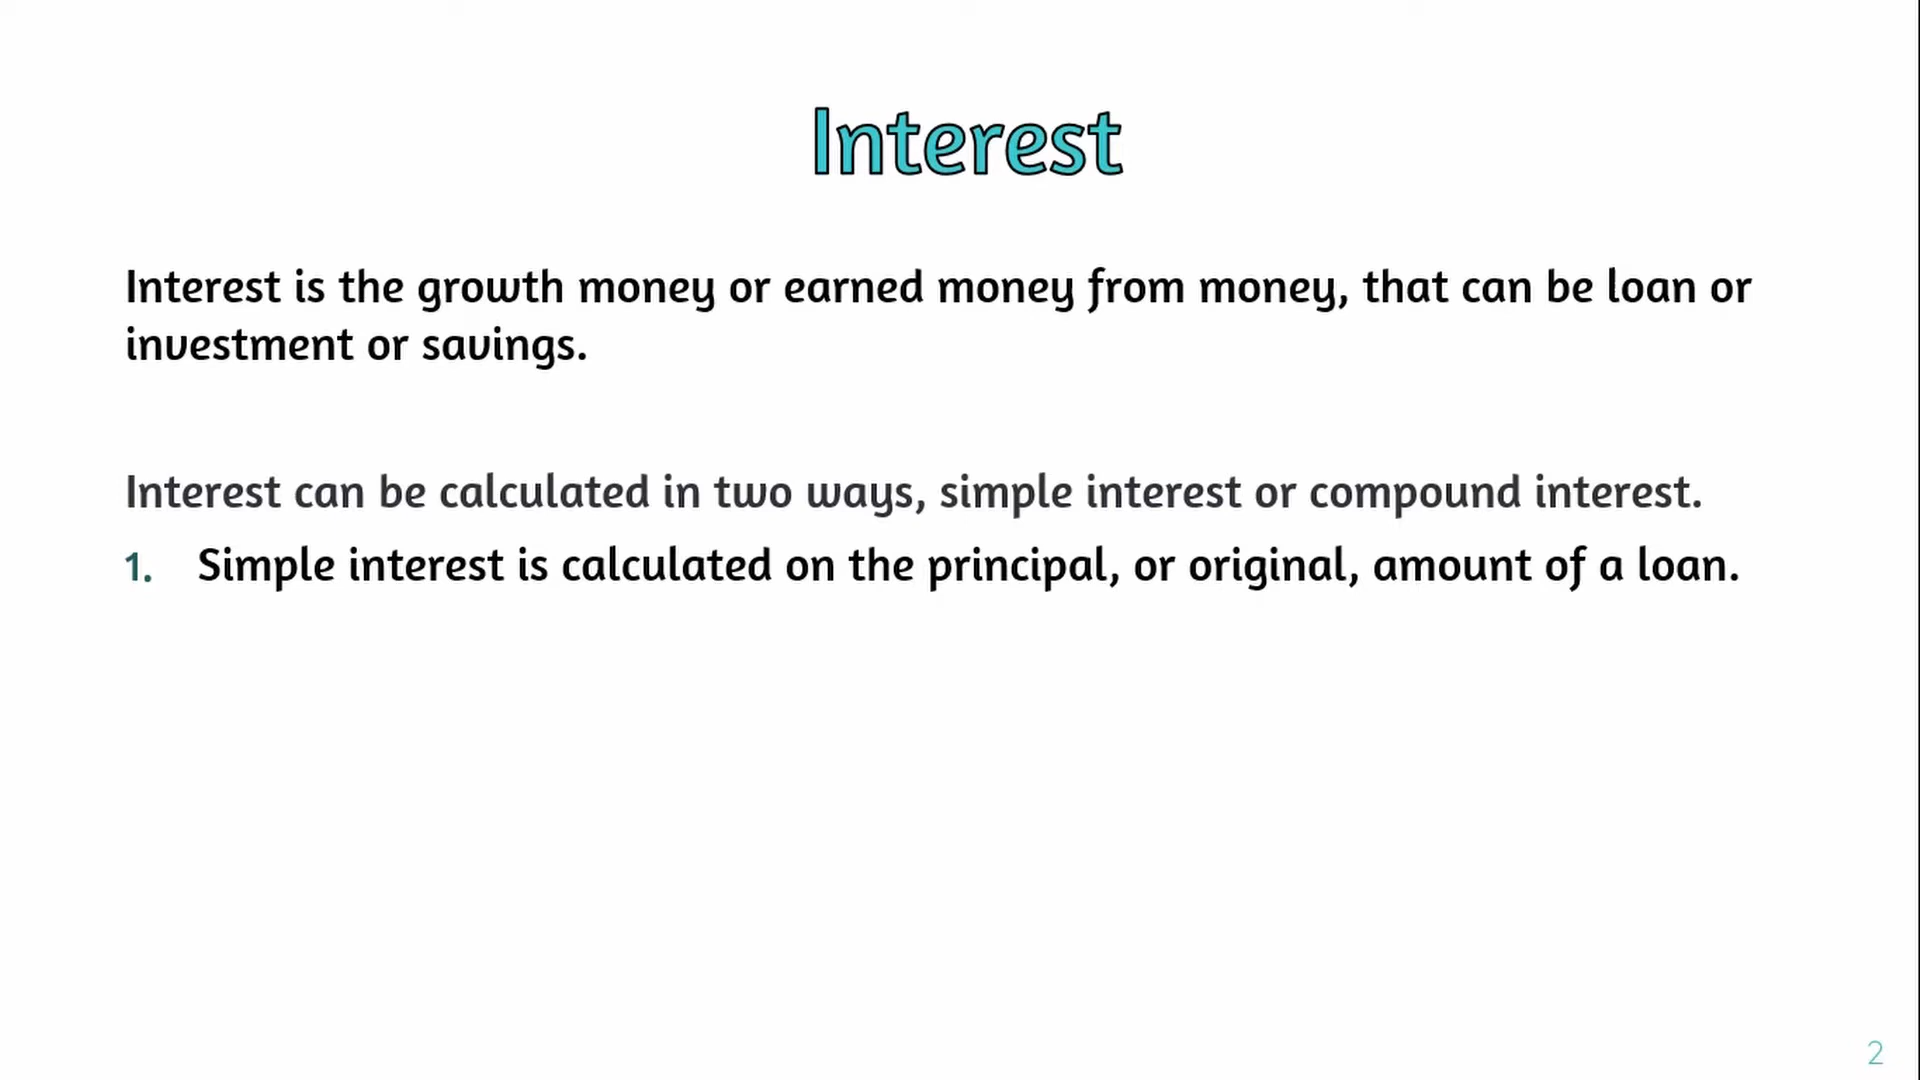 Interest
Interest is the growth money or earned money from money, that can be loan or
investment or savings.
Interest can be calculated in two ways, simple interest or compound interest.
1. Simple interest is calculated on the principal, or original, amount of a loan.
2